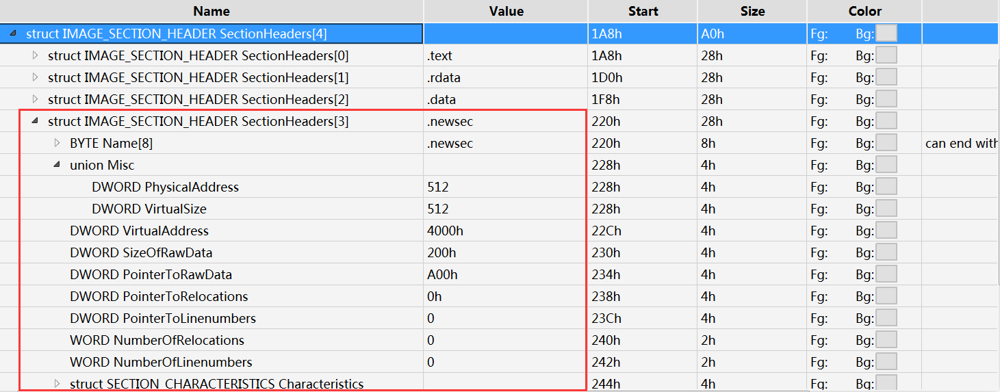 Name Value Start Size Color
struct IMAGE_SECTION_HEADER SectionHeaders[4] 1A8h A0h Fg: Bg:
struct IMAGE_SECTION_HEADER SectionHeaders[0] .text 1A8h 28h Fg: Bg:
struct IMAGE_SECTION_HEADER SectionHeaders[1] .rdata 1D0h 28h Fg: Bg:
struct IMAGE_SECTION_HEADER SectionHeaders[2] .data 1F8h 28h Fg: Bg:
struct IMAGE_SECTION_HEADER SectionHeaders[3] .newsec 220h 28h Fg: Bg:
BYTE Name[8] .newsec 220h 8h Fg: Bg: can end with
union Misc 228h 4h Fg: Bg:
DWORD PhysicalAddress 512 228h 4h Fg: Bg:
DWORD VirtualSize 512 228h 4h Fg: Bg:
DWORD VirtualAddress 4000h 22Ch 4h Fg: Bg:
DWORD SizeOfRawData 200h 230h 4h Fg: Bg:
DWORD PointerToRawData A00h 234h 4h Fg: Bg:
DWORD PointerToRelocations 0h 238h 4h Fg: Bg:
DWORD PointerToLinenumbers 0 23Ch 4h Fg: Bg:
WORD NumberOfRelocations 0 240h 2h Fg: Bg:
WORD NumberOfLinenumbers 0 242h 2h Fg: Bg:
struct SECTION_CHARACTERISTICS Characteristics 244h 4h Fg: Bg: